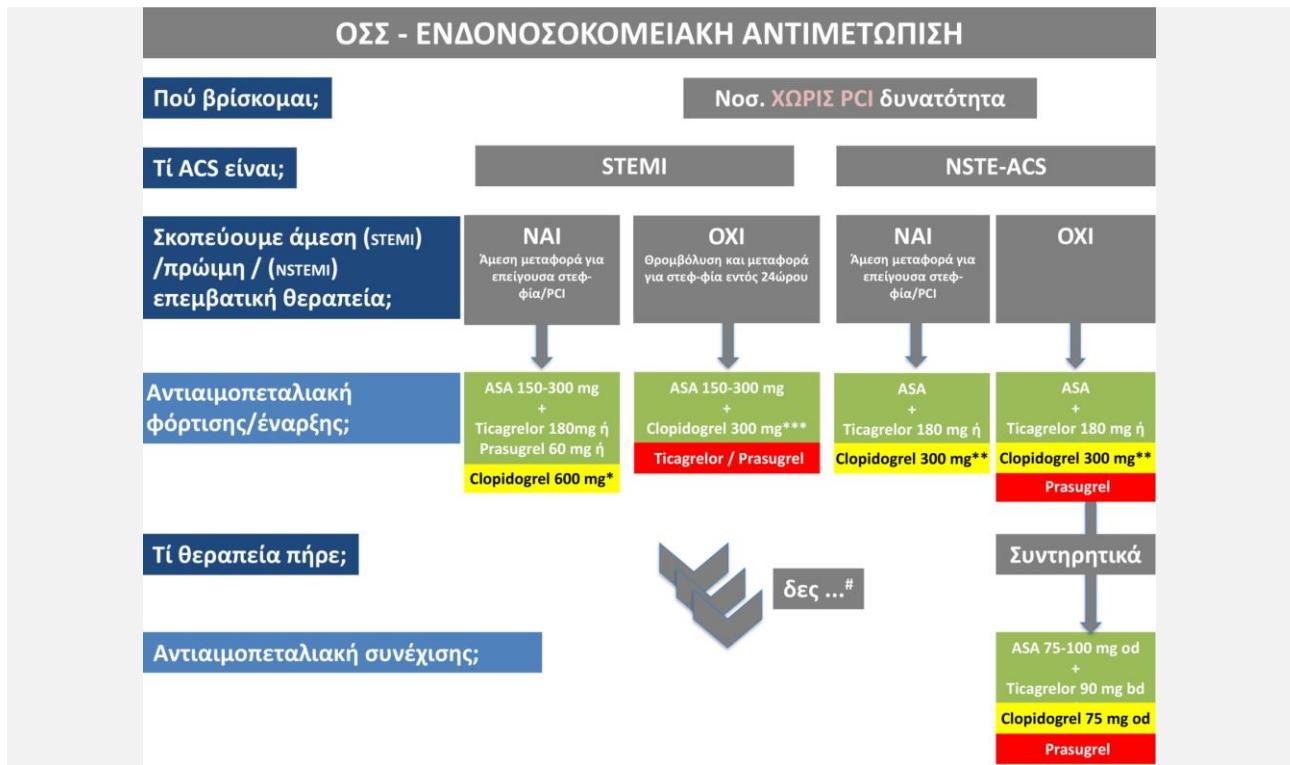 ΟΣΣ - ΕΝΔΟΝΟΣΟΚΟΜΕΙΑΚΗ ΑΝΤΙΜΕΤΩΠΙΣΗ
Πού βρίσκομαι;
Νοσ. ΧΩΡΙΣ PCI δυνατότητα
Τί ACS είναι;
STEMI
NSTE-ACS
Σκοπεύουμε άμεση (STEMI)
/πρώιμη / (NSTEMI)
επεμβατική θεραπεία;
ΝΑΙ
Άμεση μεταφορά για
επείγουσα στεφ-
φία/PCI
ΟΧΙ
Θρομβόλυση και μεταφορά
για στεφ-φία εντός 24ώρου
ΝΑΙ
Άμεση μεταφορά για
επείγουσα στεφ-
φία/PCI
ΟΧΙ
Αντιαιμοπεταλιακή
φόρτισης/έναρξης;
ASA 150-300 mg
+
Ticagrelor 180mg ή
Prasugrel 60 mg ή
Clopidogrel 600 mg*
ASA 150-300 mg
+
Clopidogrel 300 mg***
Ticagrelor / Prasugrel
ASA
+
Ticagrelor 180 mg ή
Clopidogrel 300 mg**
ASA
+
Ticagrelor 180 mg ή
Clopidogrel 300 mg**
Prasugrel
Τί θεραπεία πήρε;
δες ...#
Συντηρητικά
Αντιαιμοπεταλιακή συνέχισης;
ASA 75-100 mg od
+
Ticagrelor 90 mg bd
Clopidogrel 75 mg od
Prasugrel